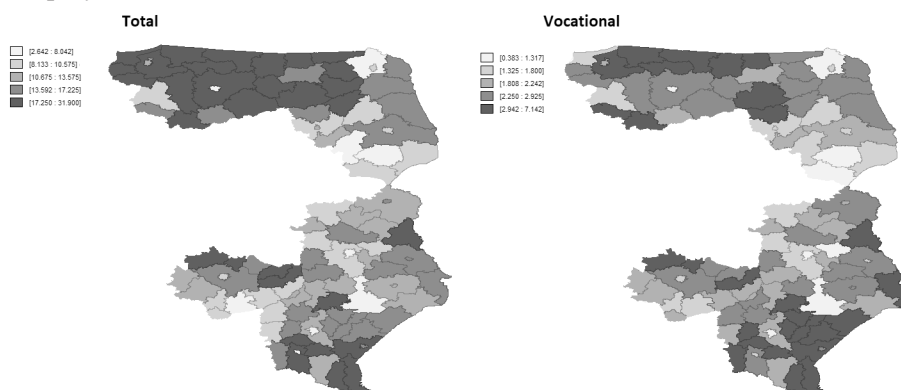 Total
[2.642 : 8.042]
[8.133 : 10.575]
[10.675 : 13.575]
[13.592 : 17.225]
[17.250 : 31.900]
Vocational
[0.383 : 1.317]
[1.325 : 1.800]
[1.808 : 2.242]
[2.250 : 2.925]
[2.942 : 7.142]